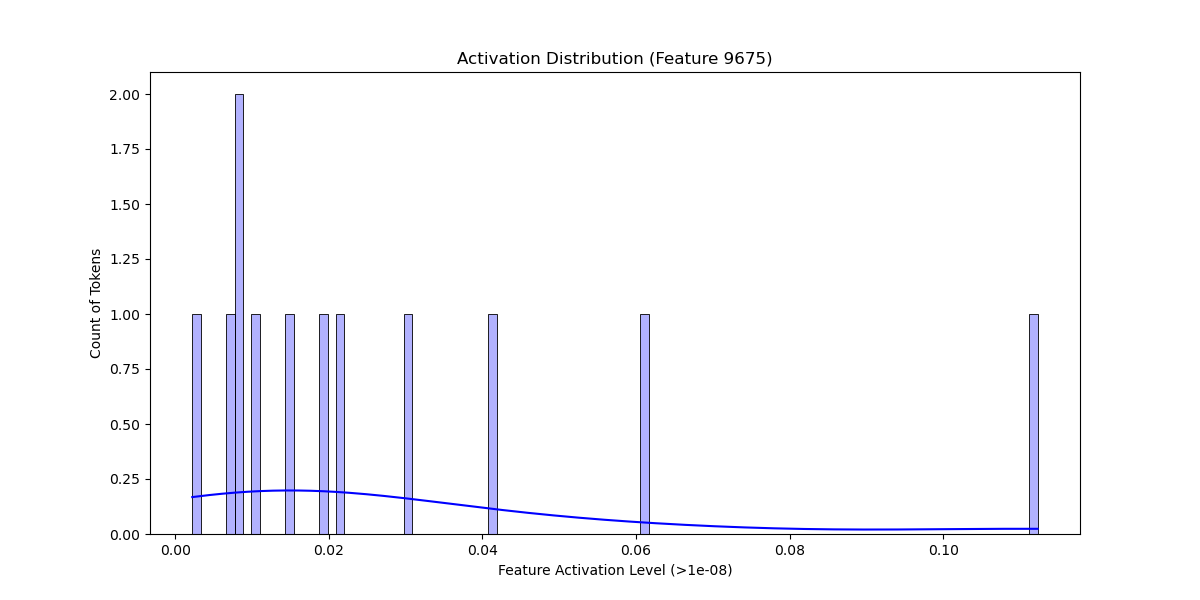 Activation Distribution (Feature 9675)
Count of Tokens
2.00
1.75
1.50
1.25
1.00
0.75
0.50
0.25
0.00
0.00 0.02 0.04 0.06 0.08 0.10
Feature Activation Level (>1e-08)